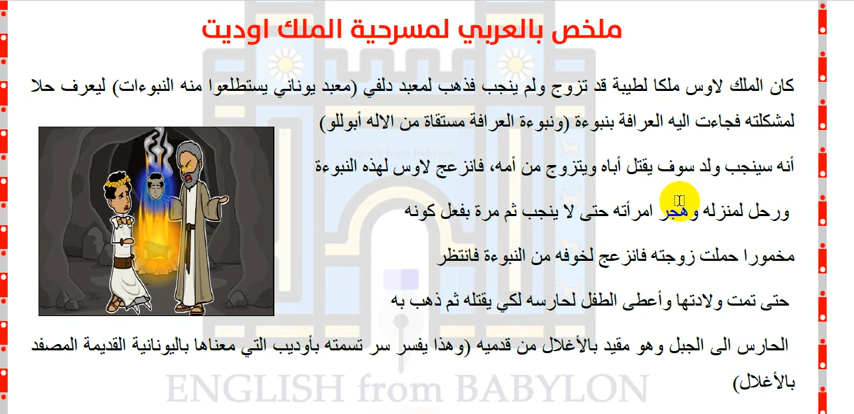 ملخص بالعربي لمسرحية الملك اوديت
كان الملك لاوس ملكا لطيبة قد تزوج ولم ينجب فذهب لمعبد دلفي (معبد يوناني يستطلعوا منه النبوءات) ليعرف حلا
لمشكلته فجاءت اليه العرافة بنبوءة (ونبوءة العرافة مستقاة من الاله أبوللو)
أنه سينجب ولد سوف يقتل أباه ويتزوج من أمه، فانزعج لاوس لهذه النبوءة
ورحل لمنزله وهجر امرأته حتى لا ينجب ثم مرة بفعل كونه
مخمورا حملت زوجته فانزعج لخوفه من النبوءة فانتظر
حتى تمت ولادتها وأعطى الطفل لحارسه لكي يقتله ثم ذهب به
الحارس الى الجبل وهو مقيد بالأغلال من قدميه (وهذا يفسر سر تسمته بأوديب التي معناها باليونانية القديمة المصفد
بالأغلال)
ENGLISH from BABYLON